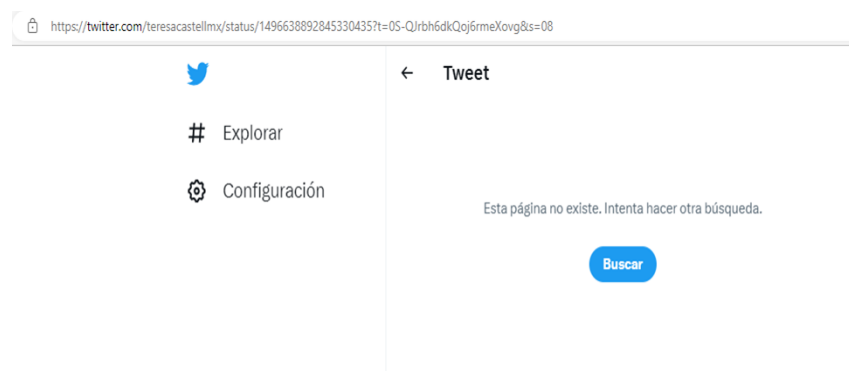 https://twitter.com/teresacastellmx/status/1496638892845330435?t=0S-QJrbh6dkQoj6rmeXovg&s=08
Tweet
Explorar
Configuración
Esta página no existe. Intenta hacer otra búsqueda.
Buscar